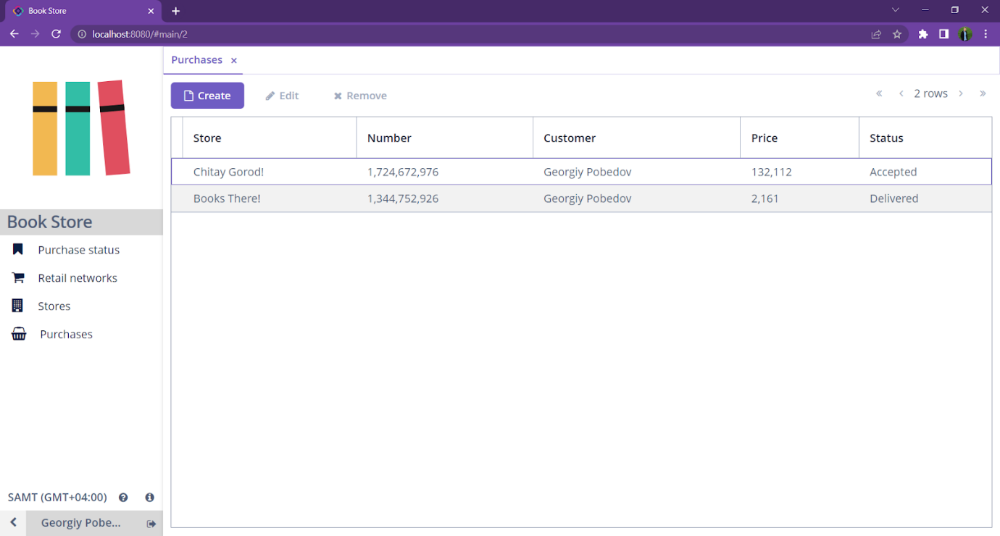 Book Store
localhost:8080/#main/2
Purchases
Create Edit Remove 2 rows
Store Number Customer Price Status
Chitay Gorod! 1,724,672,976 Georgiy Pobedov 132,112 Accepted
Books There! 1,344,752,926 Georgiy Pobedov 2,161 Delivered
Book Store
Purchase status
Retail networks
Stores
Purchases
SAMT (GMT+04:00)
Georgiy Pobe...